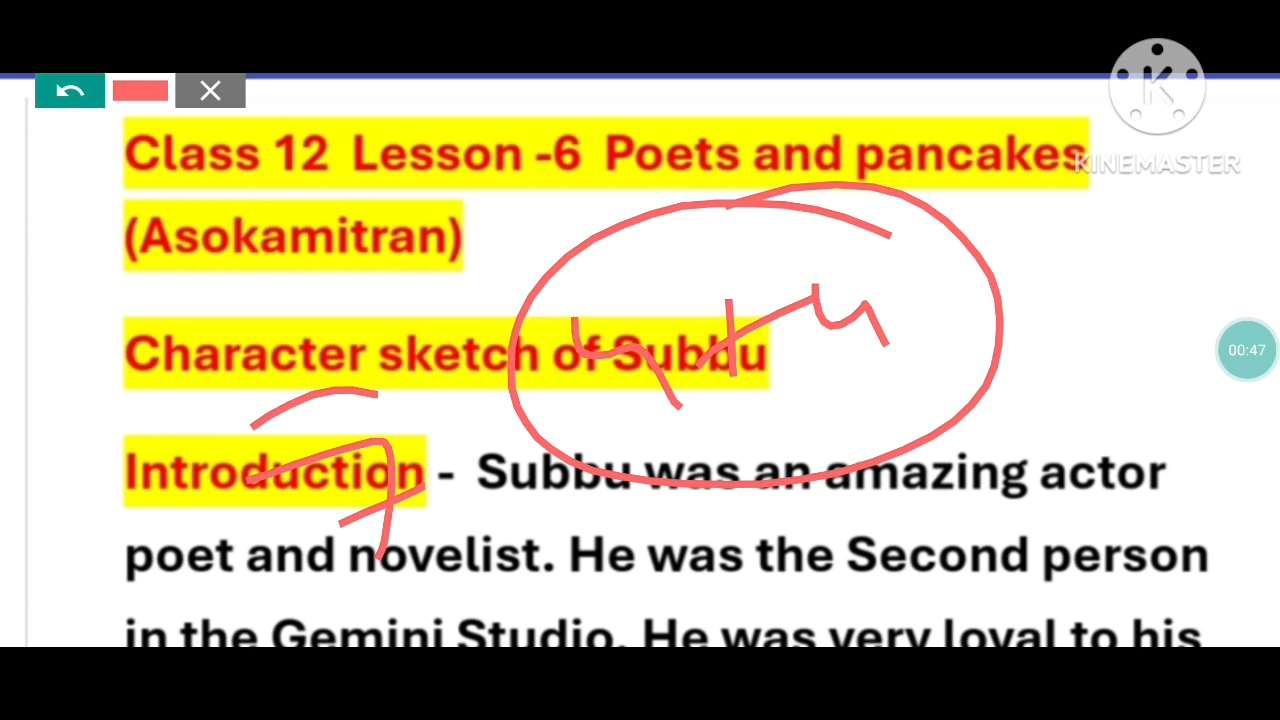 KINEMASTER
Class 12 Lesson -6 Poets and pancakes
(Asokamitran)
Character sketch of Subbu
00:47
Introduction - Subbu was an amazing actor
poet and novelist. He was the Second person
in the Gemini Studio. He was very loyal to his